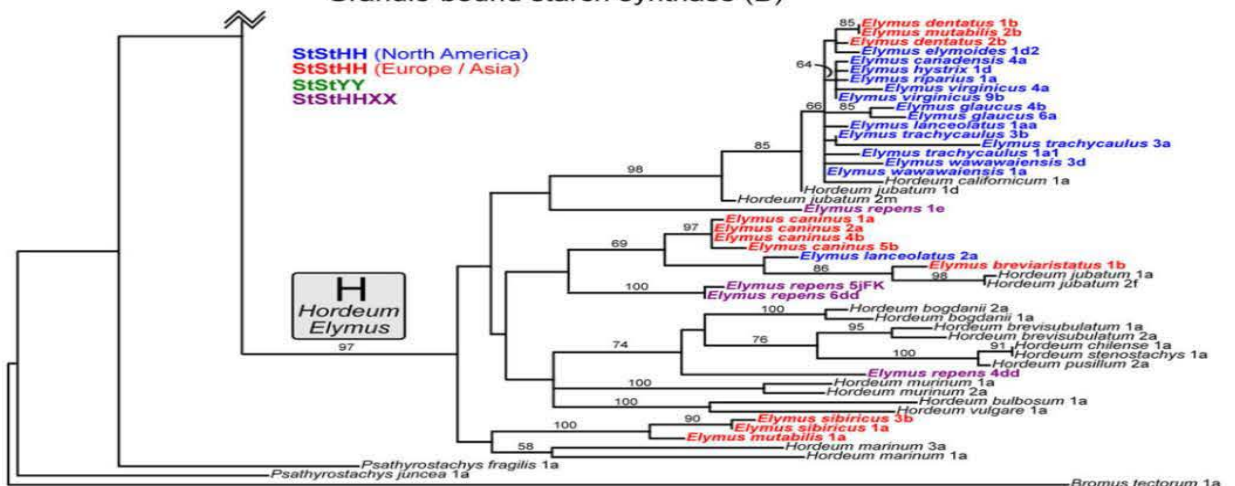 Granule-bound starch synthase (B)
StStHH (North America)
StStHH (Europe / Asia)
StStYY
StStHHXX
H
Hordeum
Elymus
97
85
Elymus dentatus 1b
Elymus mutabilis 2b
Elymus dentatus 2b
Elymus elymoides 1d2
64
Elymus canadensis 4a
Elymus hystrix 1d
Elymus riparius 1a
Elymus virginicus 4a
Elymus virginicus 9b
66
85
Elymus glaucus 4b
Elymus glaucus 6a
Elymus lanceolatus 1aa
Elymus trachycaulus 3b
Elymus trachycaulus 3a
85
Elymus trachycaulus 1a1
Elymus wawawaiensis 3d
Elymus wawawaiensis 1a
98
Hordeum californicum 1a
Hordeum jubatum 1d
Hordeum jubatum 2m
Elymus repens 1e
Elymus caninus 1a
97
Elymus caninus 2a
Elymus caninus 4b
Elymus caninus 5b
69
Elymus lanceolatus 2a
86
Elymus breviaristatus 1b
98
Hordeum jubatum 1a
Hordeum jubatum 2f
100
Elymus repens 5jFK
Elymus repens 6dd
100
Hordeum bogdanii 2a
Hordeum bogdanii 1a
95
Hordeum brevisubulatum 1a
Hordeum brevisubulatum 2a
74
76
91
Hordeum chilense 1a
100
Hordeum stenostachys 1a
Hordeum pusillum 2a
Elymus repens 4dd
100
Hordeum murinum 1a
Hordeum murinum 2a
100
Hordeum bulbosum 1a
Hordeum vulgare 1a
90
Elymus sibiricus 3b
100
Elymus sibiricus 1a
Elymus mutabilis 1a
58
Hordeum marinum 3a
Hordeum marinum 1a
Psathyrostachys fragilis 1a
Psathyrostachys juncea 1a
Bromus tectorum 1a